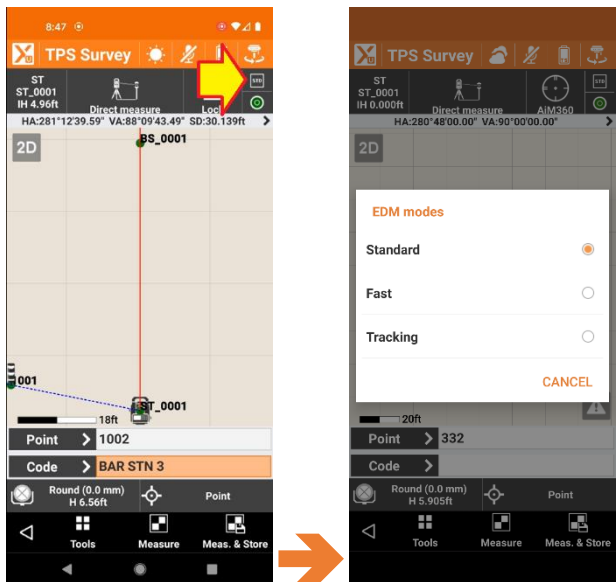 8:47
TPS Survey
ST
ST_0001
IH 4.96ft
Direct measure
Lock
STD
HA:281°12'39.59" VA:88°09'43.49" SD:30.139ft
2D
BS_0001
001
ST_0001
18ft
Point
1002
Code
BAR STN 3
Round (0.0 mm)
H 6.56ft
Point
Tools
Measure
Meas. & Store
TPS Survey
ST
ST_0001
IH 0.000ft
Direct measure
AiM360
STD
HA:280°48'00.00" VA:90°00'00.00"
2D
EDM modes
Standard
Fast
Tracking
CANCEL
20ft
Point
332
Code
Round (0.0 mm)
H 5.905ft
Point
Tools
Measure
Meas. & Store